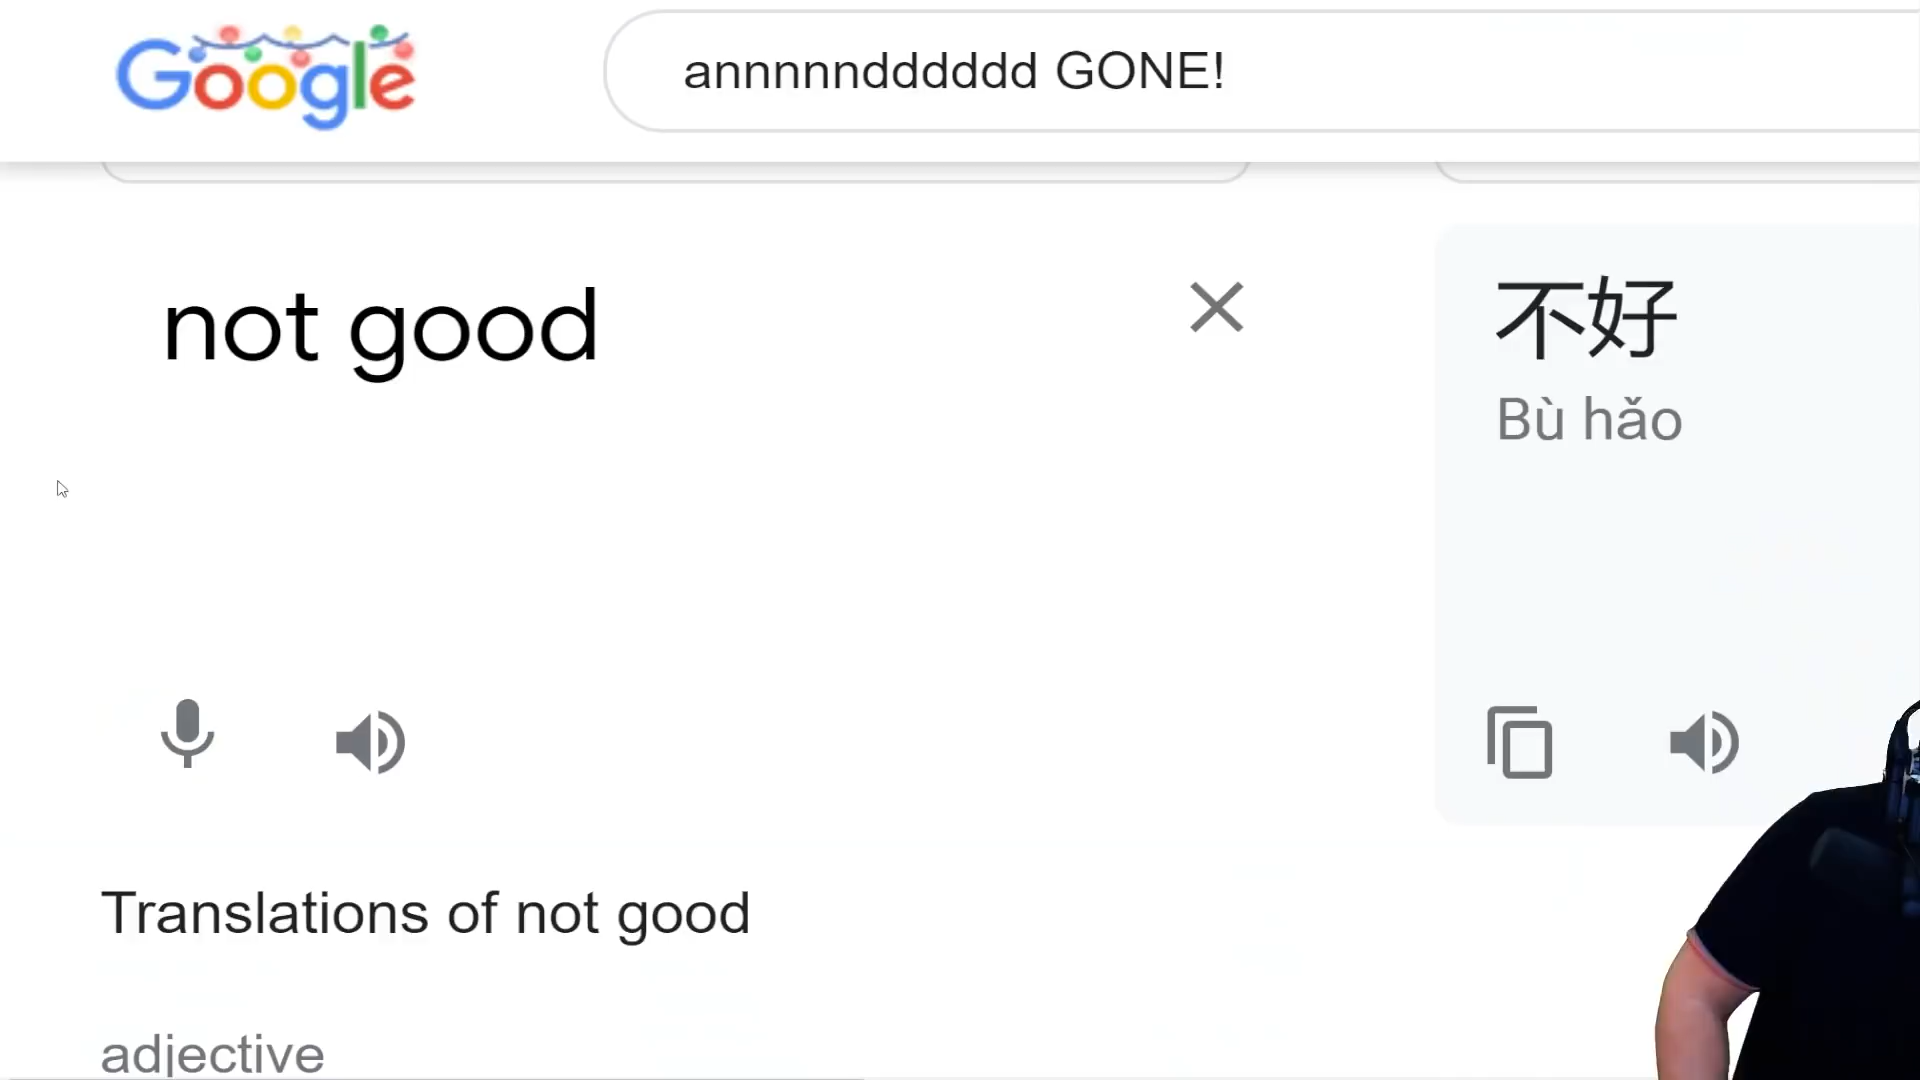 Google
annnnndddddd GONE!
not good
不好
Bù hǎo
Translations of not good
adjective